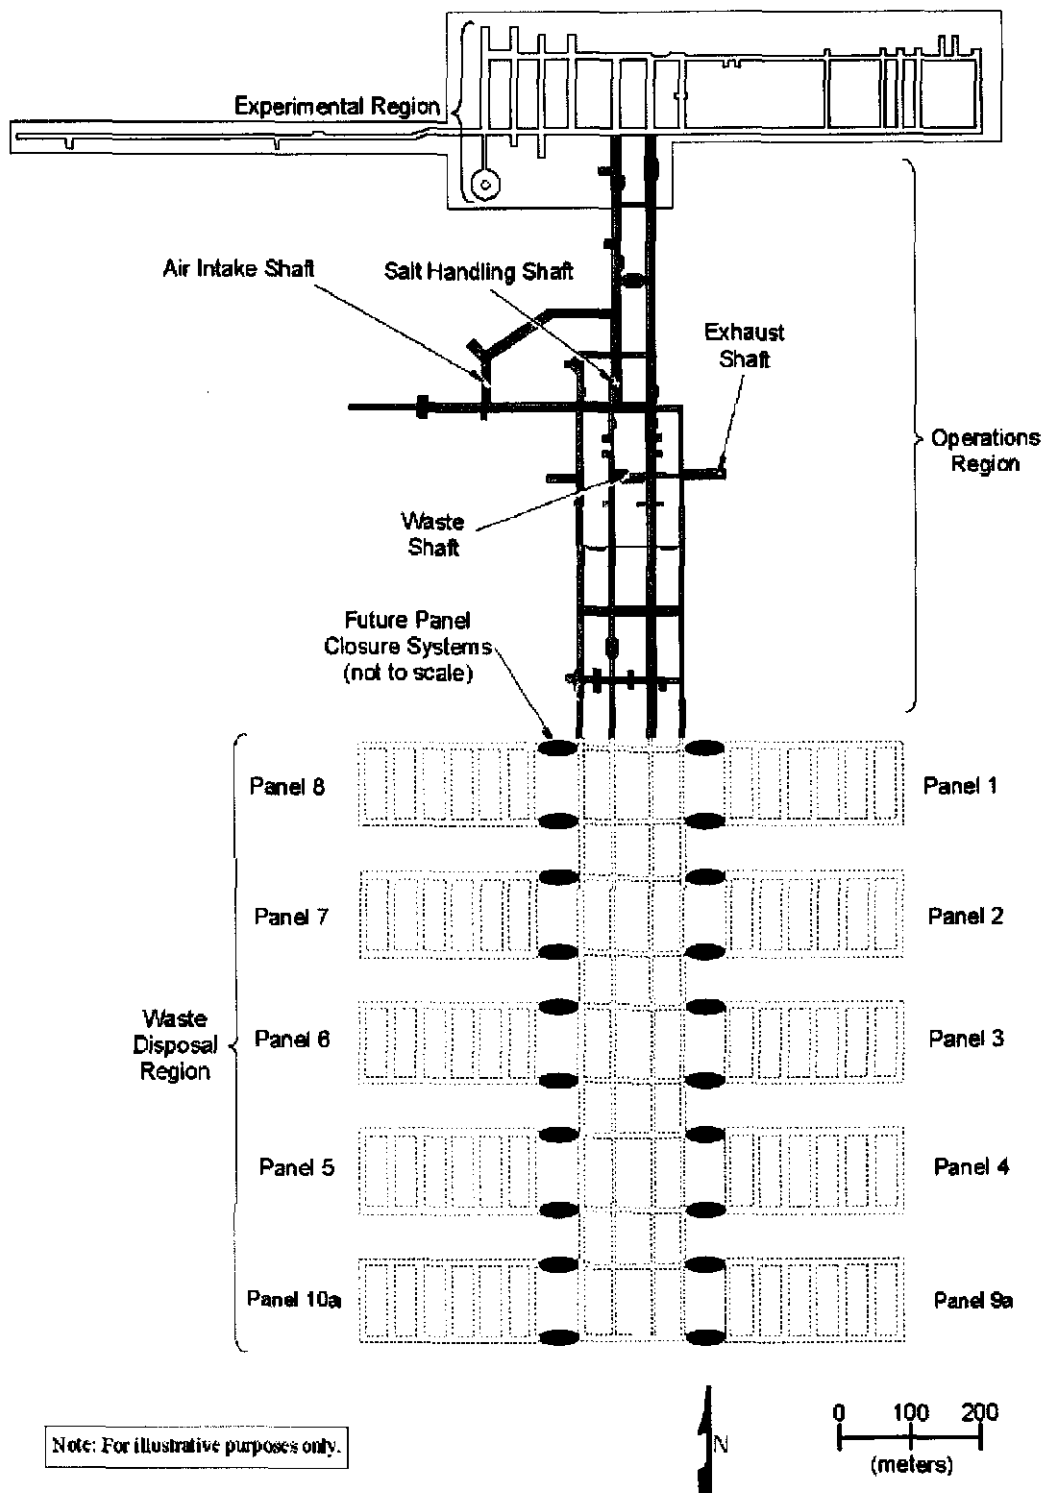 Experimental Region
Air Intake Shaft
Salt Handling Shaft
Exhaust
Shaft
Operations
Region
Waste
Shaft
Future Panel
Closure Systems
(not to scale)
Panel 8
Panel 1
Panel 7
Panel 2
Waste
Disposal
Region
Panel 6
Panel 3
Panel 5
Panel 4
Panel 10a
Panel 9a
Note: For illustrative purposes only.
N
0 100 200
(meters)